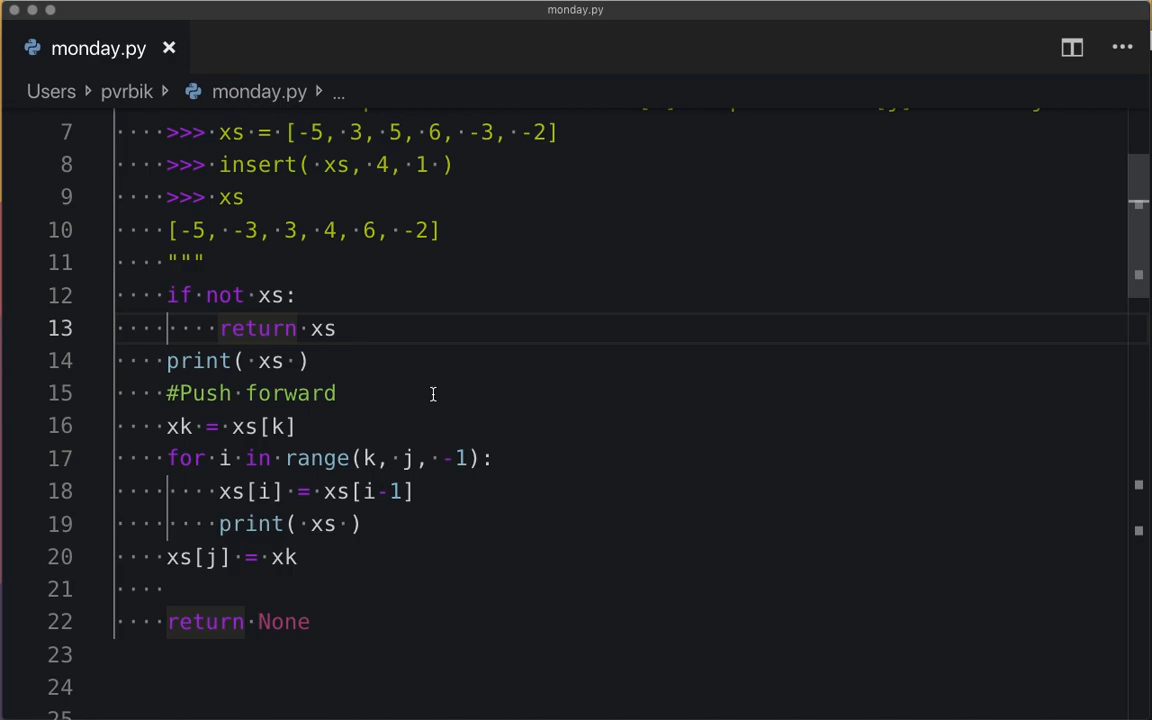 monday.py
monday.py
Users pvrbik monday.py ...
7 >>> xs = [-5, 3, 5, 6, -3, -2]
8 >>> insert( xs, 4, 1 )
9 >>> xs
10 [-5, -3, 3, 4, 6, -2]
11 """
12 if not xs:
13 return xs
14 print( xs )
15 #Push forward
16 xk = xs[k]
17 for i in range(k, j, -1):
18 xs[i] = xs[i-1]
19 print( xs )
20 xs[j] = xk
21
22 return None
23
24
25